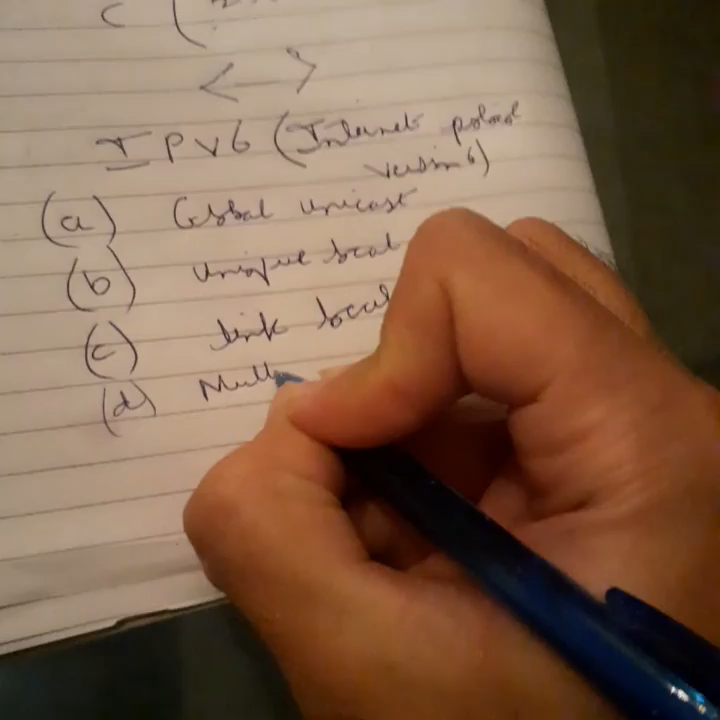 C (
IPV6 (Internet protocol
version 6)
(a) Global unicast
(b) unique local
(c) link local
(d) Mult